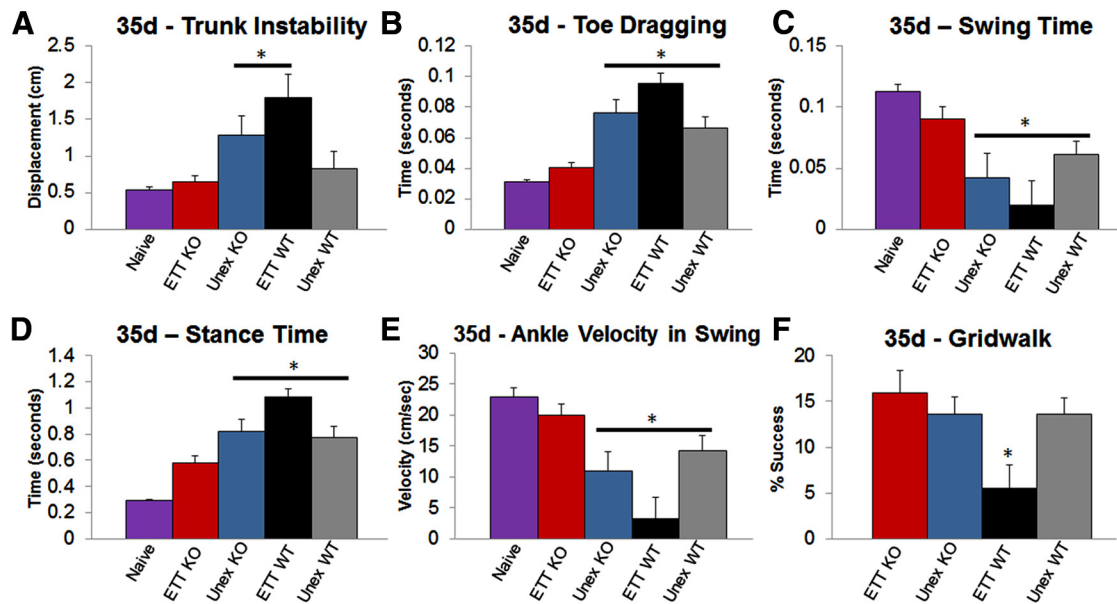 A
35d - Trunk Instability
Displacement (cm)
2.5
2
1.5
1
0.5
0
*
Naive
ETT KO
Unex KO
ETT WT
Unex WT
B
35d - Toe Dragging
Time (seconds)
0.12
0.1
0.08
0.06
0.04
0.02
0
*
Naive
ETT KO
Unex KO
ETT WT
Unex WT
C
35d – Swing Time
Time (seconds)
0.15
0.1
0.05
0
*
Naive
ETT KO
Unex KO
ETT WT
Unex WT
D
35d – Stance Time
Time (seconds)
1.4
1.2
1
0.8
0.6
0.4
0.2
0
*
Naive
ETT KO
Unex KO
ETT WT
Unex WT
E
35d - Ankle Velocity in Swing
Velocity (cm/sec)
30
25
20
15
10
5
0
*
Naive
ETT KO
Unex KO
ETT WT
Unex WT
F
35d - Gridwalk
% Success
20
15
10
5
0
*
ETT KO
Unex KO
ETT WT
Unex WT